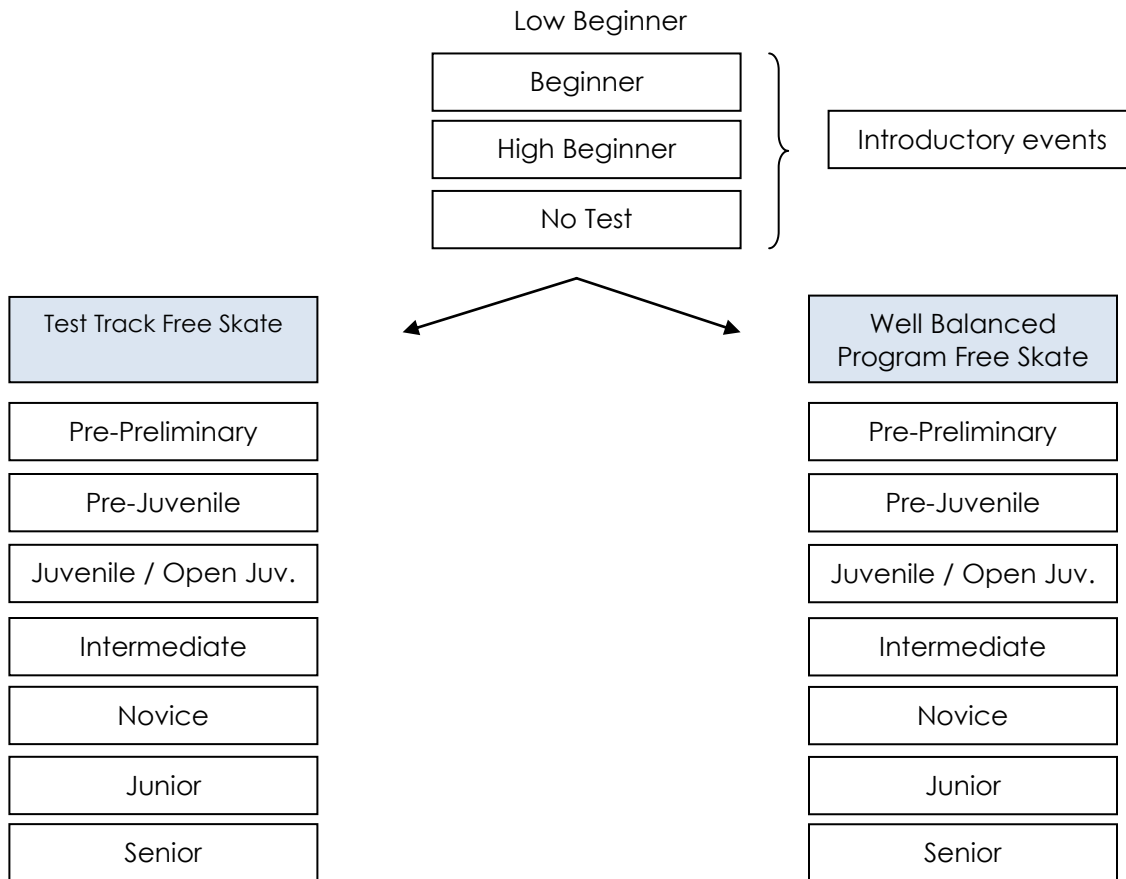 Low Beginner
Beginner
High Beginner
No Test
Introductory events
Test Track Free Skate
Pre-Preliminary
Pre-Juvenile
Juvenile / Open Juv.
Intermediate
Novice
Junior
Senior
Well Balanced
Program Free Skate
Pre-Preliminary
Pre-Juvenile
Juvenile / Open Juv.
Intermediate
Novice
Junior
Senior